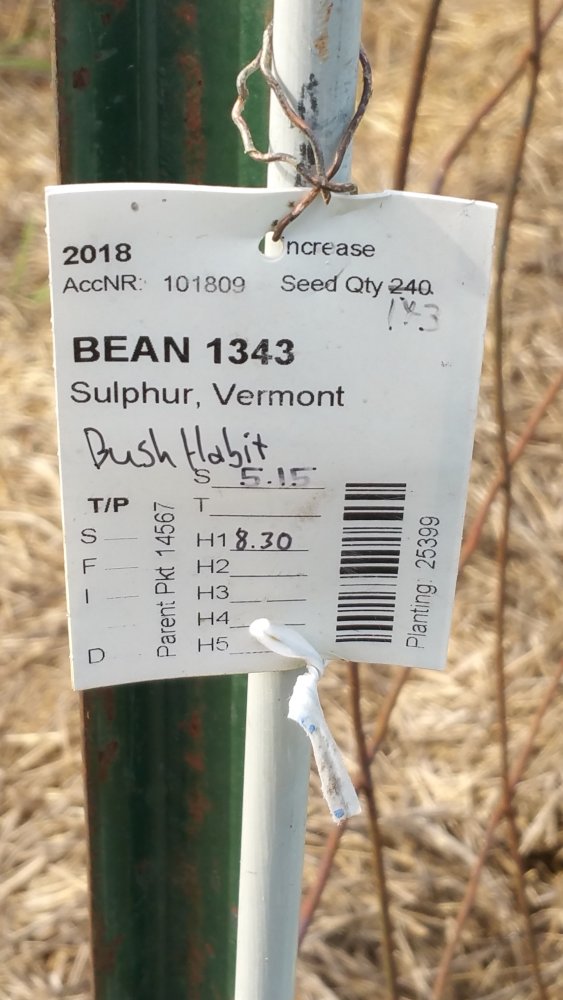 2018 Increase
AccNR: 101809 Seed Qty 240
BEAN 1343
Sulphur, Vermont
Bush Habit
S 5.15
T/P T
S H1 8.30
F H2
I H3
H4
D H5
Parent Pkt 14567
Planting: 25399